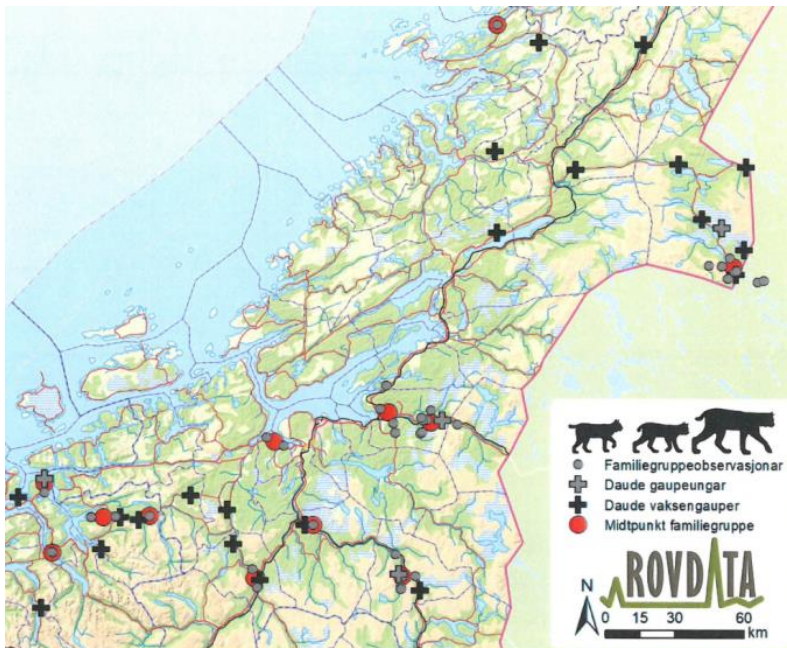 Familiegruppeobservasjonar
Daude gaupeungar
Daude vaksengauper
Midtpunkt familiegruppe
ROVDATA
N
0 15 30 60
km